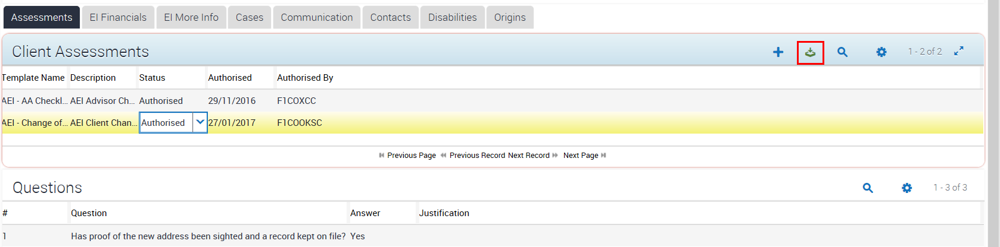 Assessments EI Financials EI More Info Cases Communication Contacts Disabilities Origins
Client Assessments 1 - 2 of 2
Template Name Description Status Authorised Authorised By
AEI - AA Checkl... AEI Advisor Ch... Authorised 29/11/2016 F1COXCC
AEI - Change of... AEI Client Chan... Authorised 27/01/2017 F1COOKSC
Previous Page Previous Record Next Record Next Page
Questions 1 - 3 of 3
# Question Answer Justification
1 Has proof of the new address been sighted and a record kept on file? Yes